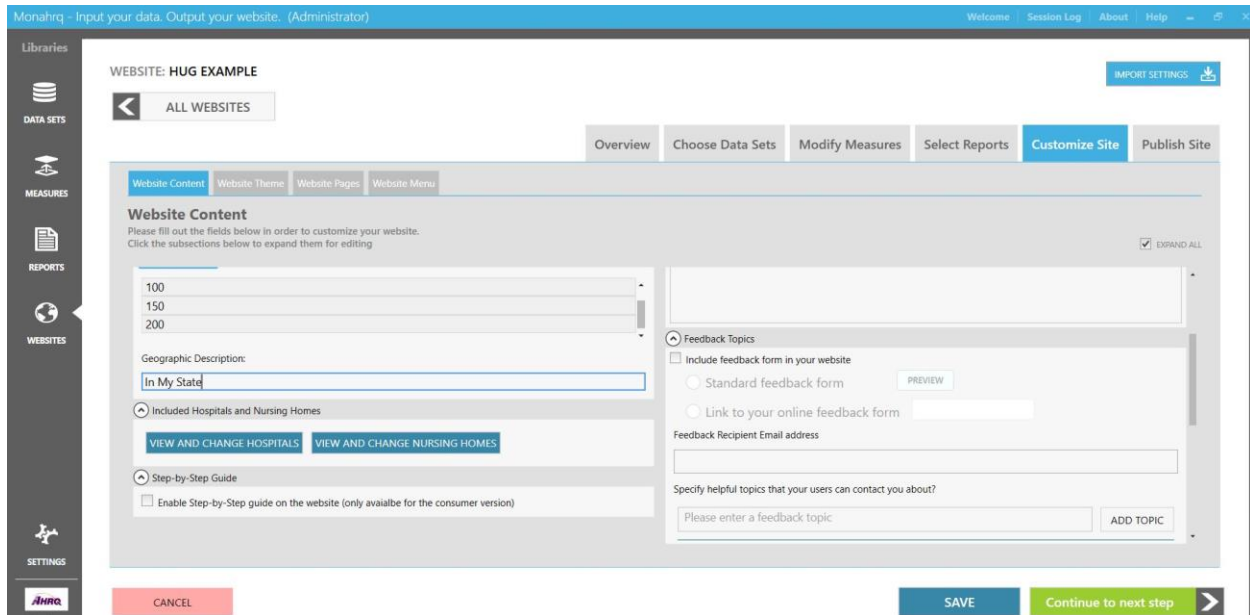 Monahrq - Input your data. Output your website. (Administrator)
Welcome
Session Log
About
Help
Libraries
DATA SETS
MEASURES
REPORTS
WEBSITES
SETTINGS
AHRQ
WEBSITE: HUG EXAMPLE
IMPORT SETTINGS
ALL WEBSITES
Overview
Choose Data Sets
Modify Measures
Select Reports
Customize Site
Publish Site
Website Content
Website Theme
Website Pages
Website Menu
Website Content
Please fill out the fields below in order to customize your website.
Click the subsections below to expand them for editing
EXPAND ALL
100
150
200
Geographic Description:
In My State
Included Hospitals and Nursing Homes
VIEW AND CHANGE HOSPITALS
VIEW AND CHANGE NURSING HOMES
Step-by-Step Guide
Enable Step-by-Step guide on the website (only avaialbe for the consumer version)
Feedback Topics
Include feedback form in your website
Standard feedback form
PREVIEW
Link to your online feedback form
Feedback Recipient Email address
Specify helpful topics that your users can contact you about?
Please enter a feedback topic
ADD TOPIC
CANCEL
SAVE
Continue to next step